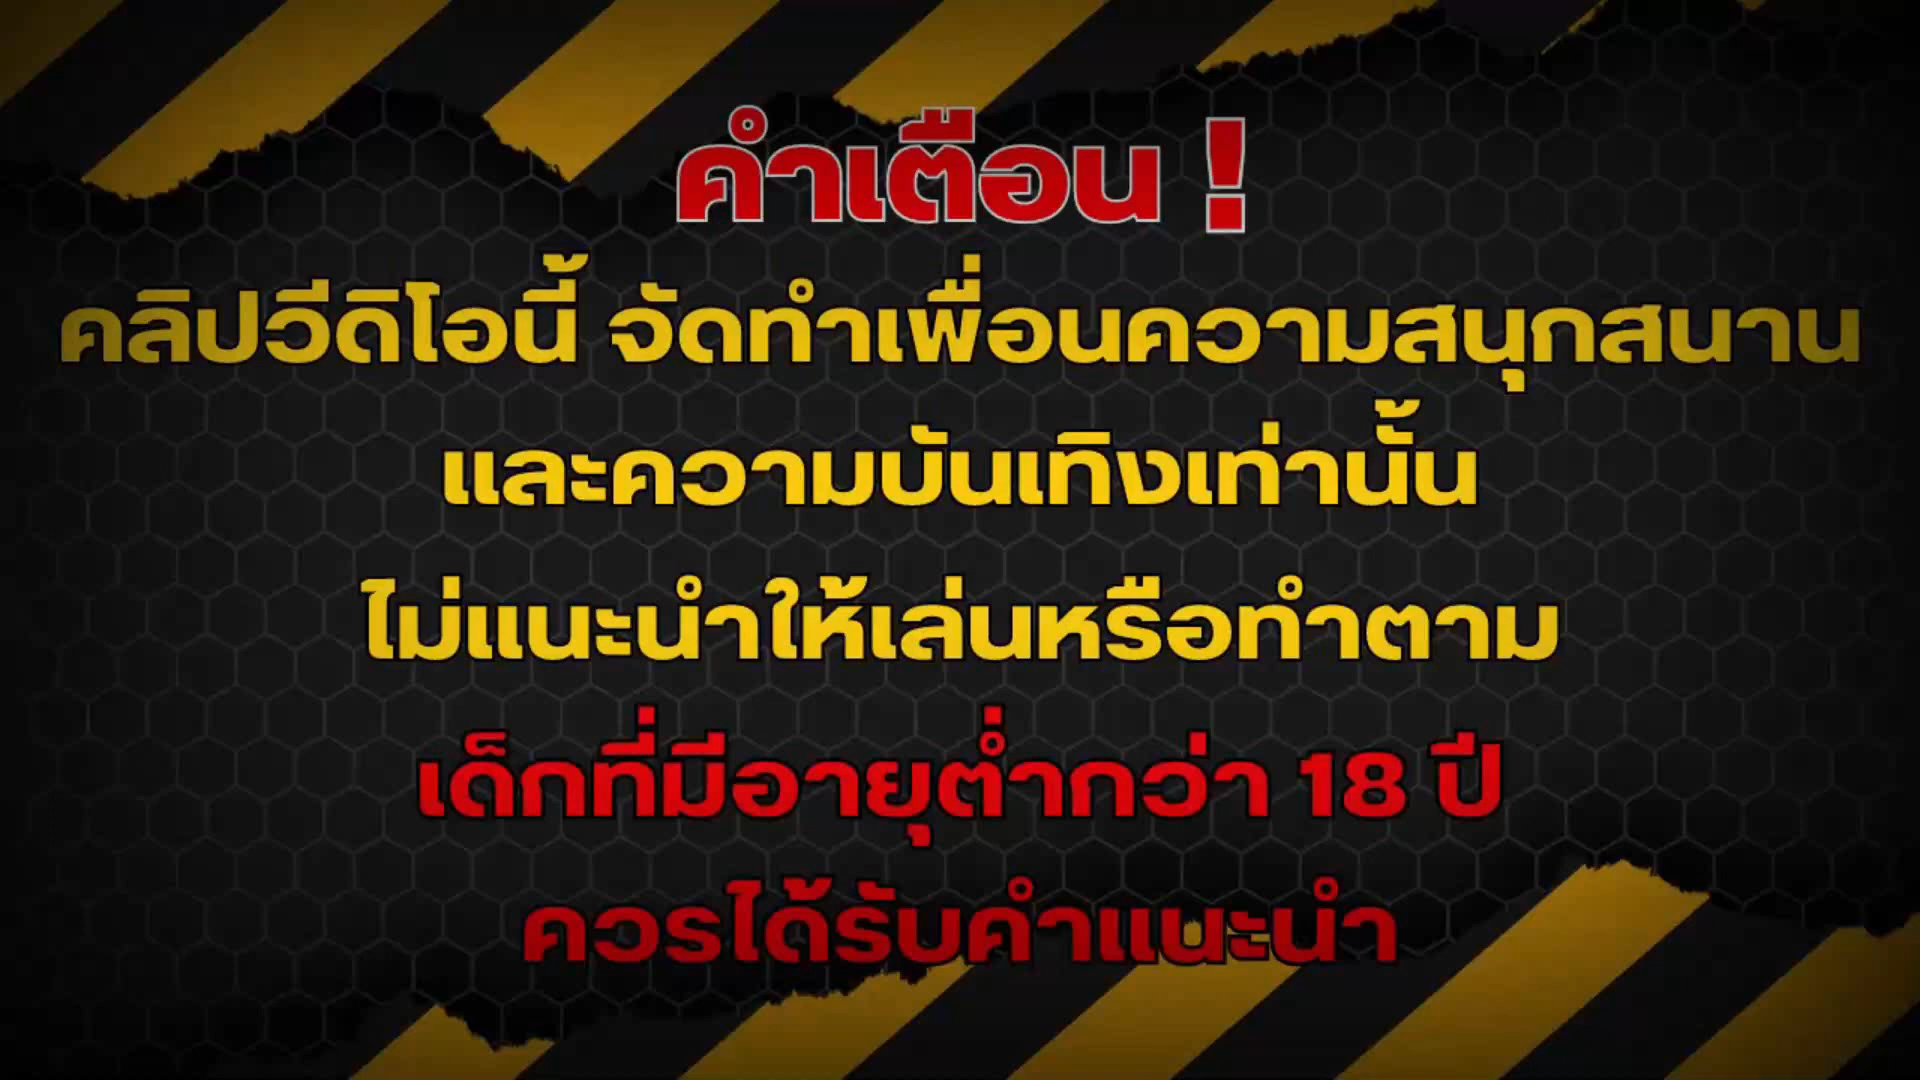 คำเตือน !
คลิปวีดิโอนี้ จัดทำเพื่อนความสนุกสนาน
และความบันเทิงเท่านั้น
ไม่แนะนำให้เล่นหรือทำตาม
เด็กที่มีอายุต่ำกว่า 18 ปี
ควรได้รับคำแนะนำ